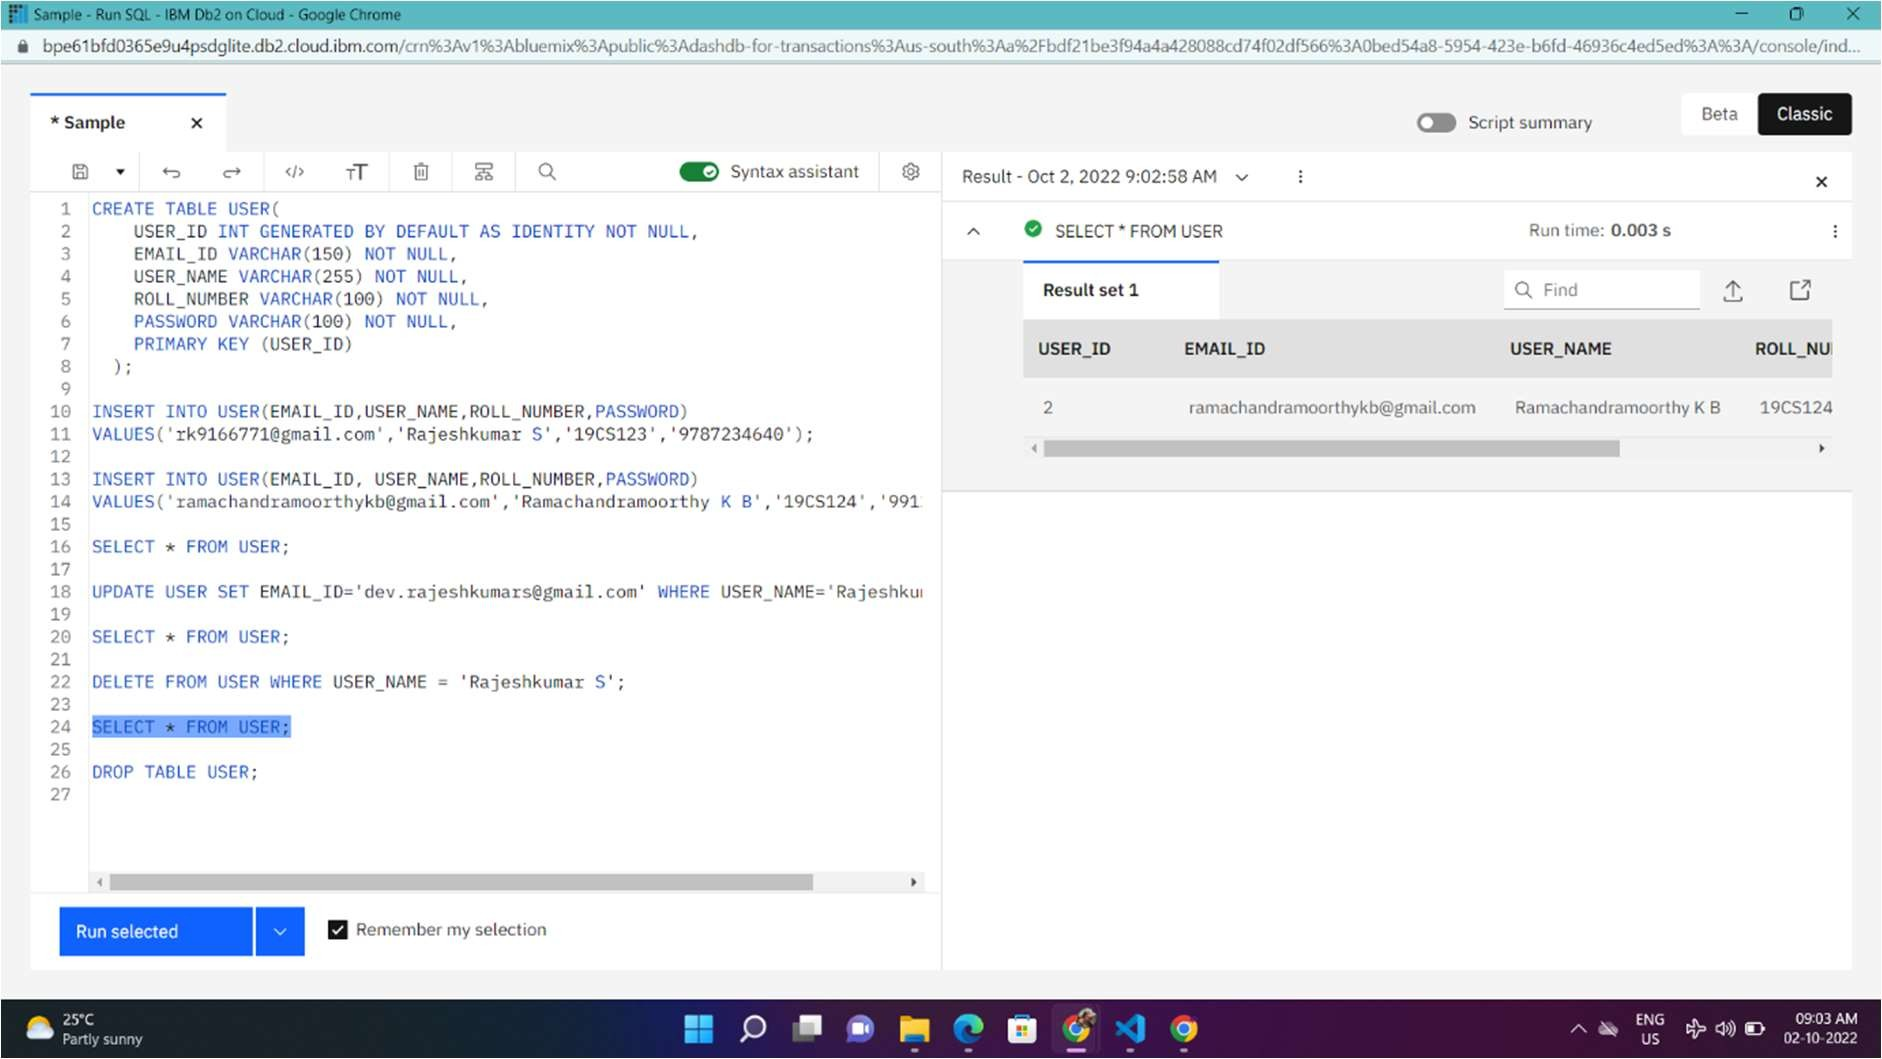 Sample - Run SQL - IBM Db2 on Cloud - Google Chrome
bpe61bfd0365e9u4psdglite.db2.cloud.ibm.com/crn%3Av1%3Abluemix%3Apublic%3Adashdb-for-transactions%3Aus-south%3Aa%2Fbdf21be3f94a4a428088cd74f02df566%3A0bed54a8-5954-423e-b6fd-46936c4ed5ed%3A%3A/console/ind...
* Sample
Script summary
Beta
Classic
Syntax assistant
1 CREATE TABLE USER(
2 USER_ID INT GENERATED BY DEFAULT AS IDENTITY NOT NULL,
3 EMAIL_ID VARCHAR(150) NOT NULL,
4 USER_NAME VARCHAR(255) NOT NULL,
5 ROLL_NUMBER VARCHAR(100) NOT NULL,
6 PASSWORD VARCHAR(100) NOT NULL,
7 PRIMARY KEY (USER_ID)
8 );
9
10 INSERT INTO USER(EMAIL_ID,USER_NAME,ROLL_NUMBER,PASSWORD)
11 VALUES('rk9166771@gmail.com','Rajeshkumar S','19CS123','9787234640');
12
13 INSERT INTO USER(EMAIL_ID, USER_NAME,ROLL_NUMBER,PASSWORD)
14 VALUES('ramachandramoorthykb@gmail.com','Ramachandramoorthy K B','19CS124','991
15
16 SELECT * FROM USER;
17
18 UPDATE USER SET EMAIL_ID='dev.rajeshkumars@gmail.com' WHERE USER_NAME='Rajeshku
19
20 SELECT * FROM USER;
21
22 DELETE FROM USER WHERE USER_NAME = 'Rajeshkumar S';
23
24 SELECT * FROM USER;
25
26 DROP TABLE USER;
27
Run selected
Remember my selection
Result - Oct 2, 2022 9:02:58 AM
SELECT * FROM USER
Run time: 0.003 s
Result set 1
Find
USER_ID EMAIL_ID USER_NAME ROLL_NU
2 ramachandramoorthykb@gmail.com Ramachandramoorthy K B 19CS124
25°C
Partly sunny
ENG
US
09:03 AM
02-10-2022